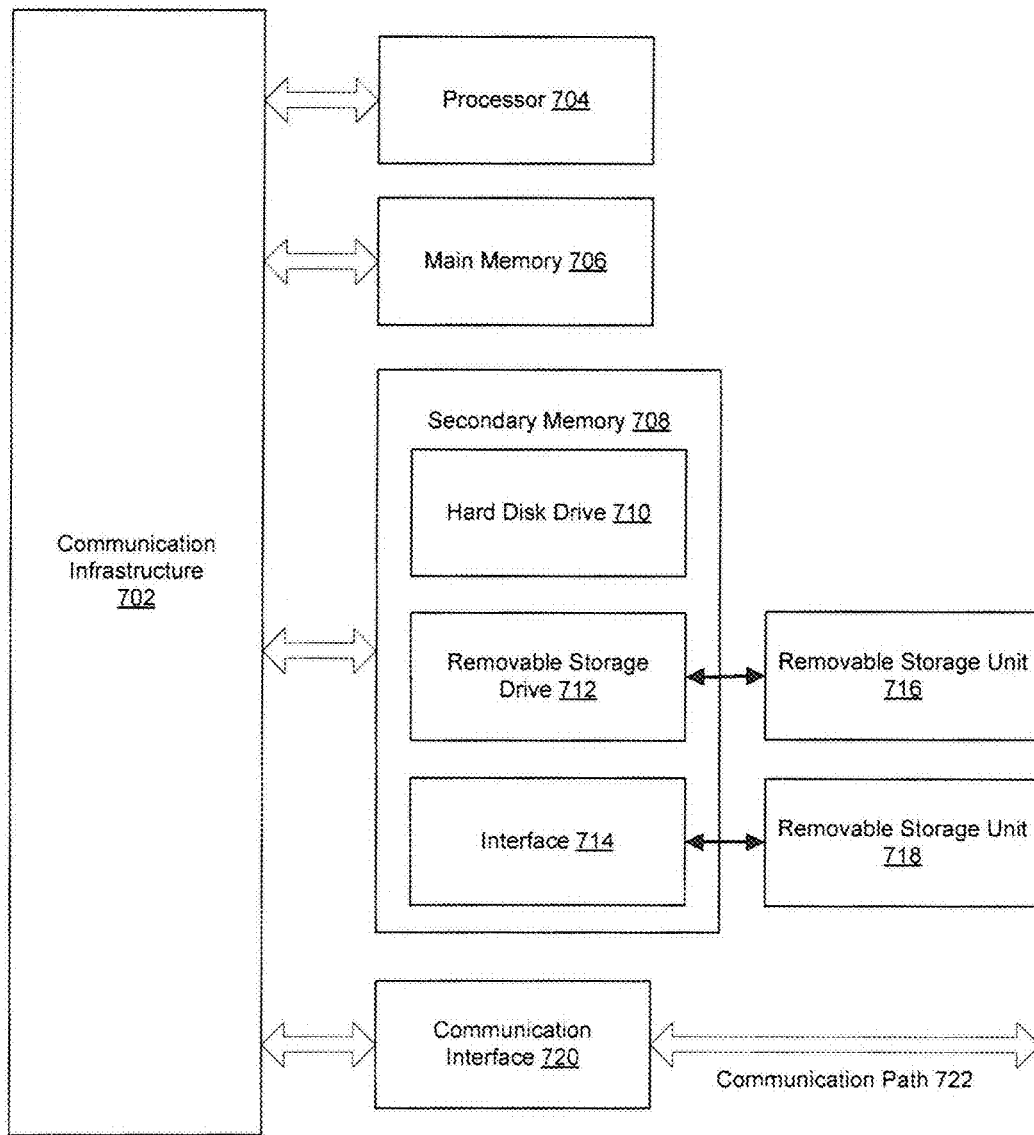 Processor 704
Main Memory 706
Secondary Memory 708
Hard Disk Drive 710
Communication
Infrastructure
702
Removable Storage
Drive 712
Removable Storage Unit
716
Interface 714
Removable Storage Unit
718
Communication
Interface 720
Communication Path 722